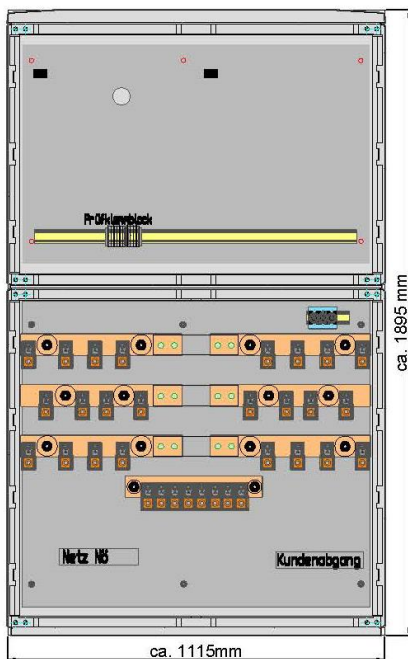 Prüfklemmblock
ca. 1895 mm
Netz Nö
Kundenabgang
ca. 1115mm